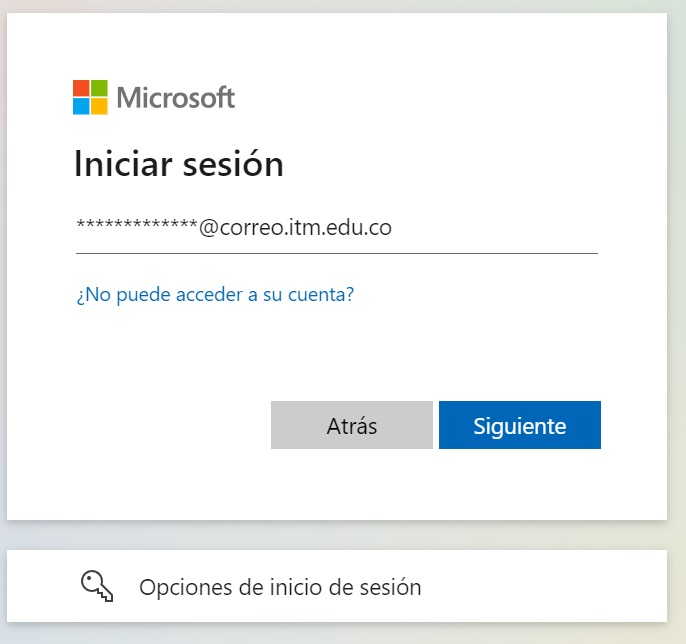 Microsoft
Iniciar sesión
*************@correo.itm.edu.co
¿No puede acceder a su cuenta?
Atrás
Siguiente
Opciones de inicio de sesión